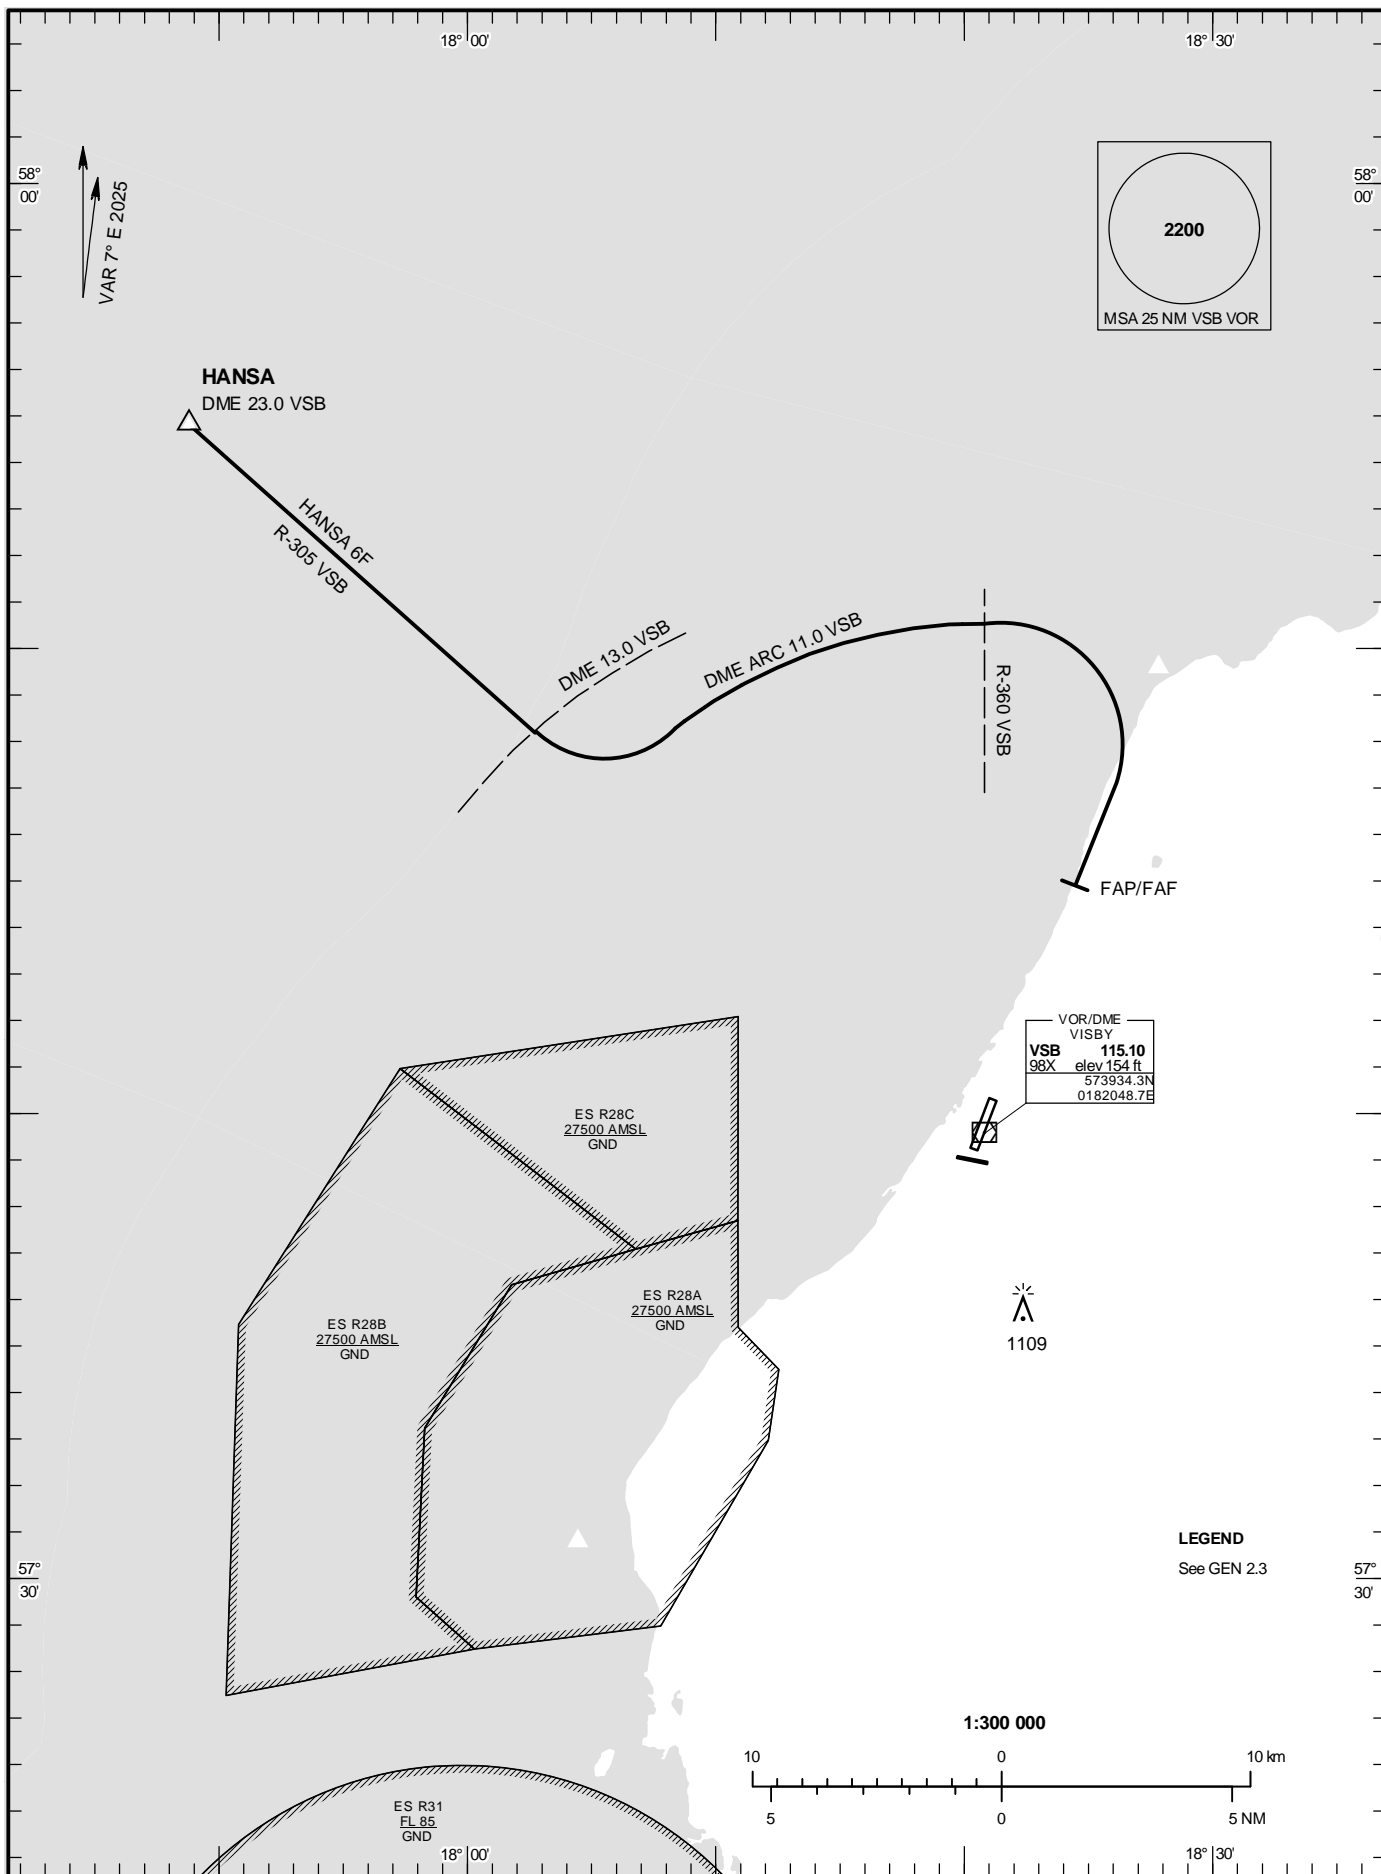 18° 00'
18° 30'
58°
00'
58°
00'
VAR 7° E 2025
2200
MSA 25 NM VSB VOR
HANSA
DME 23.0 VSB
HANSA 6F
R-305 VSB
DME 13.0 VSB
DME ARC 11.0 VSB
R-360 VSB
FAP/FAF
VOR/DME
VISBY
VSB 115.10
98X elev 154 ft
573934.3N
0182048.7E
ES R28C
27500 AMSL
GND
ES R28A
27500 AMSL
GND
ES R28B
27500 AMSL
GND
1109
LEGEND
See GEN 2.3
57°
30'
57°
30'
1:300 000
10 0 10 km
5 0 5 NM
ES R31
FL 85
GND
18° 00'
18° 30'